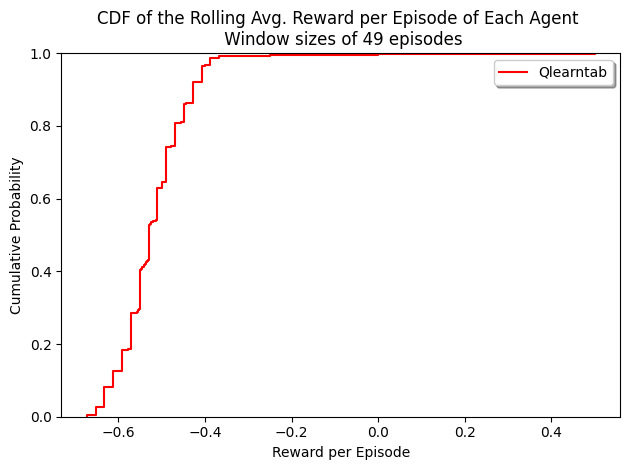 CDF of the Rolling Avg. Reward per Episode of Each Agent
Window sizes of 49 episodes
Qlearntab
Cumulative Probability
1.0
0.8
0.6
0.4
0.2
0.0
−0.6
−0.4
−0.2
0.0
0.2
0.4
Reward per Episode